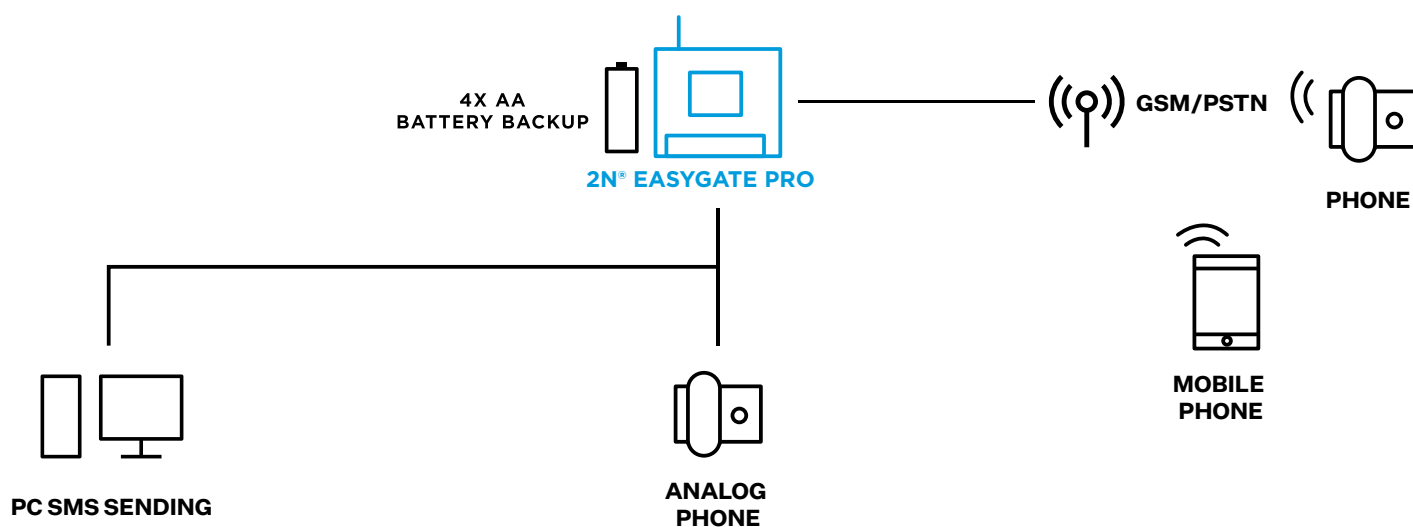 4X AA
BATTERY BACKUP
2N® EASYGATE PRO
GSM/PSTN
PHONE
MOBILE
PHONE
PC SMS SENDING
ANALOG
PHONE